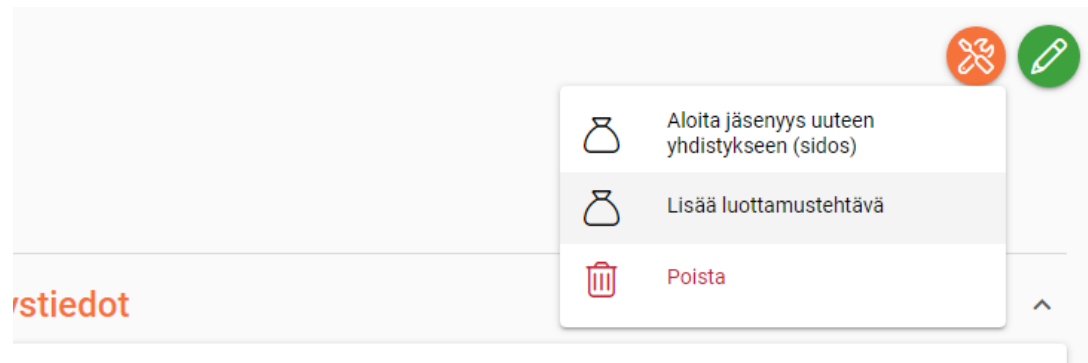 Aloita jäsenyys uuteen
yhdistykseen (sidos)
Lisää luottamustehtävä
Poista
ystiedot